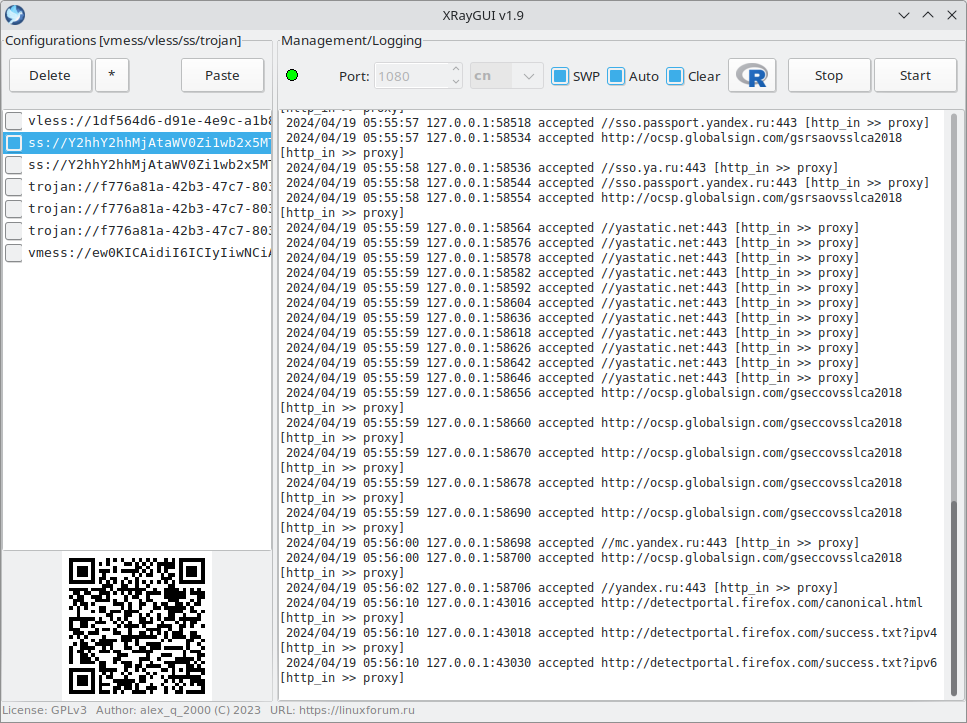 XRayGUI v1.9
Configurations [vmess/vless/ss/trojan]
Delete
*
Paste
vless://1df564d6-d91e-4e9c-a1b8
ss://Y2hhY2hhMjAtaWV0Zi1wb2x5MT
ss://Y2hhY2hhMjAtaWV0Zi1wb2x5MT
trojan://f776a81a-42b3-47c7-803
trojan://f776a81a-42b3-47c7-803
trojan://f776a81a-42b3-47c7-803
vmess://ew0KICAidiI6ICIyIiwNCiA
Management/Logging
Port: 1080
cn
SWP
Auto
Clear
R
Stop
Start
[http_in >> proxy]
2024/04/19 05:55:57 127.0.0.1:58518 accepted //sso.passport.yandex.ru:443 [http_in >> proxy]
2024/04/19 05:55:57 127.0.0.1:58534 accepted http://ocsp.globalsign.com/gsrsaovsslca2018
[http_in >> proxy]
2024/04/19 05:55:58 127.0.0.1:58536 accepted //sso.ya.ru:443 [http_in >> proxy]
2024/04/19 05:55:58 127.0.0.1:58544 accepted //sso.passport.yandex.ru:443 [http_in >> proxy]
2024/04/19 05:55:58 127.0.0.1:58554 accepted http://ocsp.globalsign.com/gsrsaovsslca2018
[http_in >> proxy]
2024/04/19 05:55:59 127.0.0.1:58564 accepted //yastatic.net:443 [http_in >> proxy]
2024/04/19 05:55:59 127.0.0.1:58576 accepted //yastatic.net:443 [http_in >> proxy]
2024/04/19 05:55:59 127.0.0.1:58578 accepted //yastatic.net:443 [http_in >> proxy]
2024/04/19 05:55:59 127.0.0.1:58582 accepted //yastatic.net:443 [http_in >> proxy]
2024/04/19 05:55:59 127.0.0.1:58592 accepted //yastatic.net:443 [http_in >> proxy]
2024/04/19 05:55:59 127.0.0.1:58604 accepted //yastatic.net:443 [http_in >> proxy]
2024/04/19 05:55:59 127.0.0.1:58636 accepted //yastatic.net:443 [http_in >> proxy]
2024/04/19 05:55:59 127.0.0.1:58618 accepted //yastatic.net:443 [http_in >> proxy]
2024/04/19 05:55:59 127.0.0.1:58626 accepted //yastatic.net:443 [http_in >> proxy]
2024/04/19 05:55:59 127.0.0.1:58642 accepted //yastatic.net:443 [http_in >> proxy]
2024/04/19 05:55:59 127.0.0.1:58646 accepted //yastatic.net:443 [http_in >> proxy]
2024/04/19 05:55:59 127.0.0.1:58656 accepted http://ocsp.globalsign.com/gseccovsslca2018
[http_in >> proxy]
2024/04/19 05:55:59 127.0.0.1:58660 accepted http://ocsp.globalsign.com/gseccovsslca2018
[http_in >> proxy]
2024/04/19 05:55:59 127.0.0.1:58670 accepted http://ocsp.globalsign.com/gseccovsslca2018
[http_in >> proxy]
2024/04/19 05:55:59 127.0.0.1:58678 accepted http://ocsp.globalsign.com/gseccovsslca2018
[http_in >> proxy]
2024/04/19 05:55:59 127.0.0.1:58690 accepted http://ocsp.globalsign.com/gseccovsslca2018
[http_in >> proxy]
2024/04/19 05:56:00 127.0.0.1:58698 accepted //mc.yandex.ru:443 [http_in >> proxy]
2024/04/19 05:56:00 127.0.0.1:58700 accepted http://ocsp.globalsign.com/gseccovsslca2018
[http_in >> proxy]
2024/04/19 05:56:02 127.0.0.1:58706 accepted //yandex.ru:443 [http_in >> proxy]
2024/04/19 05:56:10 127.0.0.1:43016 accepted http://detectportal.firefox.com/canonical.html
[http_in >> proxy]
2024/04/19 05:56:10 127.0.0.1:43018 accepted http://detectportal.firefox.com/success.txt?ipv4
[http_in >> proxy]
2024/04/19 05:56:10 127.0.0.1:43030 accepted http://detectportal.firefox.com/success.txt?ipv6
[http_in >> proxy]
License: GPLv3 Author: alex_q_2000 (C) 2023 URL: https://linuxforum.ru